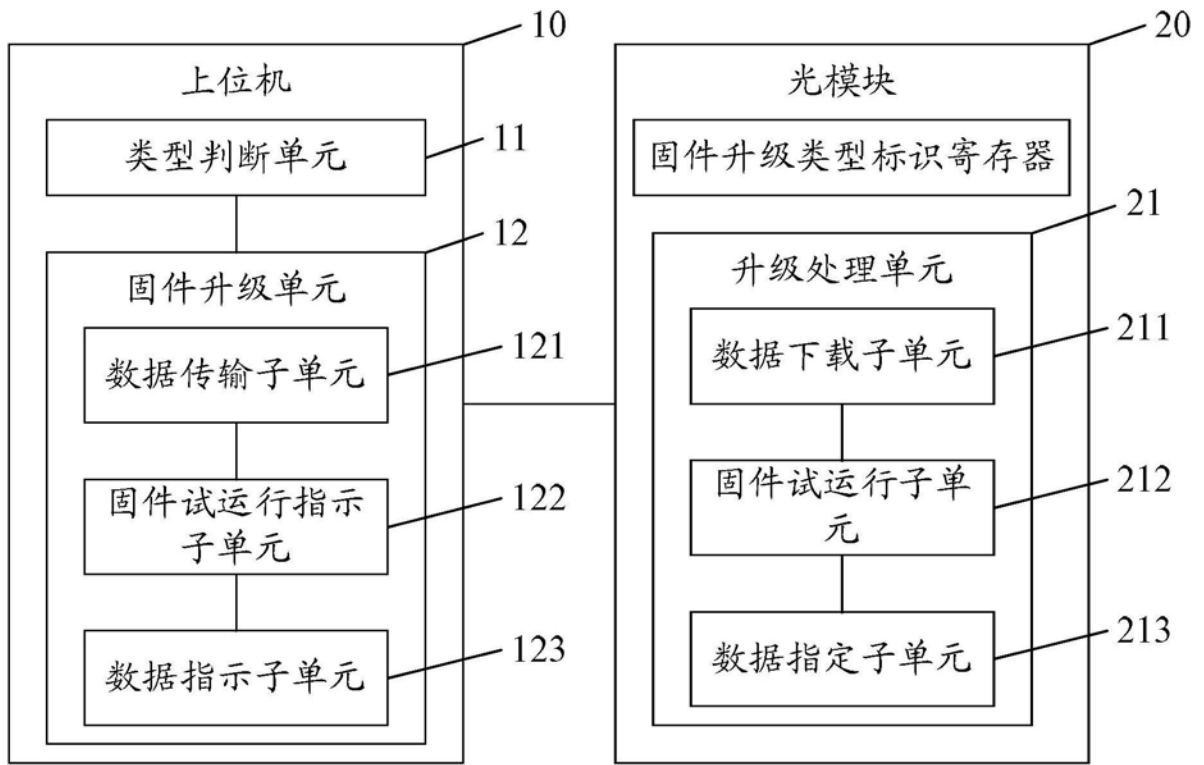 10
上位机
类型判断单元
11
12
固件升级单元
数据传输子单元
121
固件试运行指示
子单元
122
数据指示子单元
123
20
光模块
固件升级类型标识寄存器
21
升级处理单元
数据下载子单元
211
固件试运行子单
元
212
数据指定子单元
213